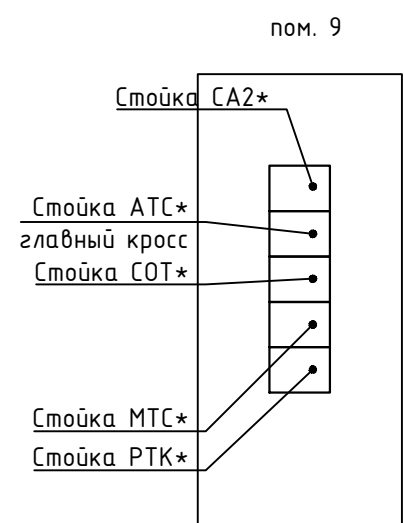 пом. 9
Стойка СА2*
Стойка АТС*
главный кросс
Стойка СОТ*
Стойка МТС*
Стойка РТК*